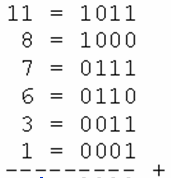 11 = 1011
8 = 1000
7 = 0111
6 = 0110
3 = 0011
1 = 0001
--------- +